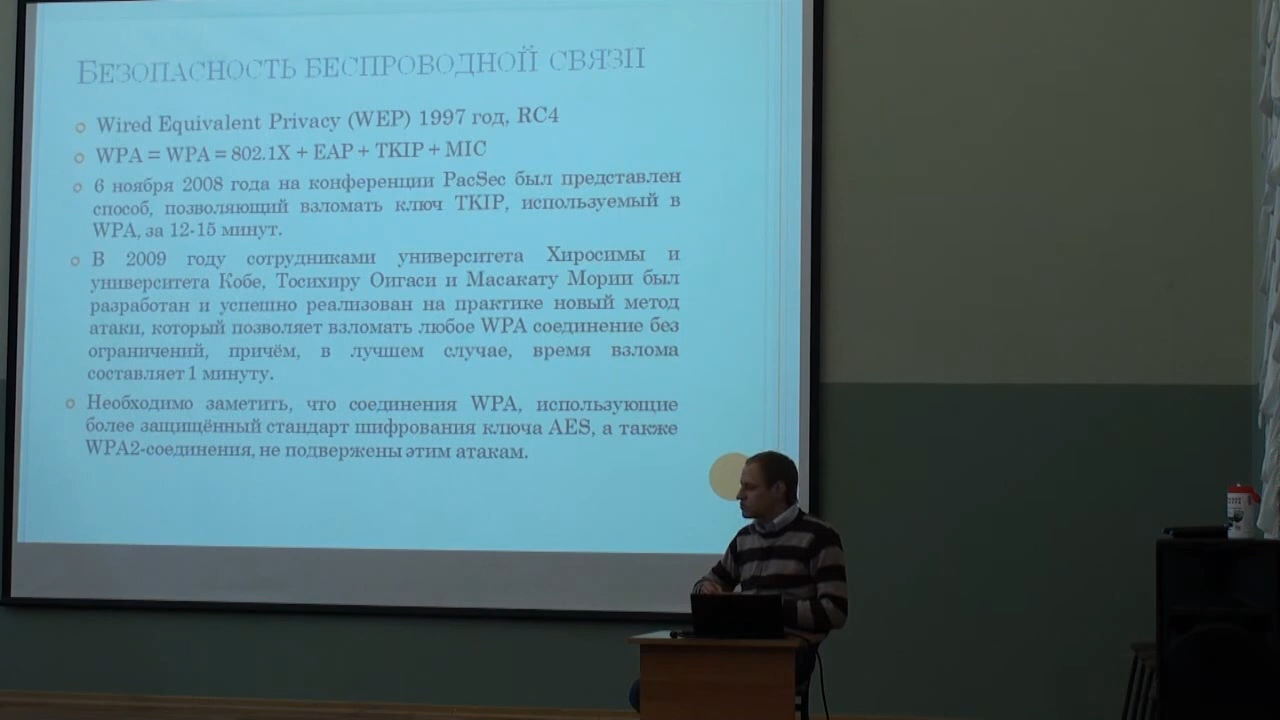 Безопасность беспроводной связи
Wired Equivalent Privacy (WEP) 1997 год, RC4
WPA = WPA = 802.1X + EAP + TKIP + MIC
6 ноября 2008 года на конференции PacSec был представлен
способ, позволяющий взломать ключ TKIP, используемый в
WPA, за 12-15 минут.
В 2009 году сотрудниками университета Хиросимы и
университета Кобе, Тосихиру Оигаси и Масакату Мории был
разработан и успешно реализован на практике новый метод
атаки, который позволяет взломать любое WPA соединение без
ограничений, причём, в лучшем случае, время взлома
составляет 1 минуту.
Необходимо заметить, что соединения WPA, использующие
более защищённый стандарт шифрования ключа AES, а также
WPA2-соединения, не подвержены этим атакам.